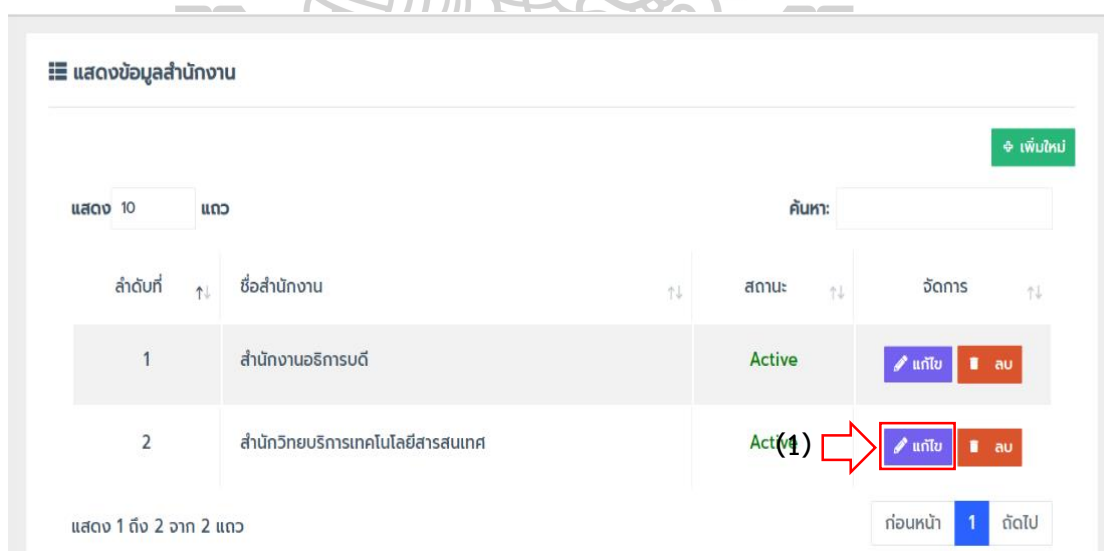 แสดงข้อมูลสำนักงาน
เพิ่มใหม่
แสดง 10 แถว ค้นหา:
ลำดับที่ ชื่อสำนักงาน สถานะ จัดการ
1 สำนักงานอธิการบดี Active แก้ไข ลบ
2 สำนักวิทยบริการเทคโนโลยีสารสนเทศ Active (1) แก้ไข ลบ
แสดง 1 ถึง 2 จาก 2 แถว ก่อนหน้า 1 ถัดไป